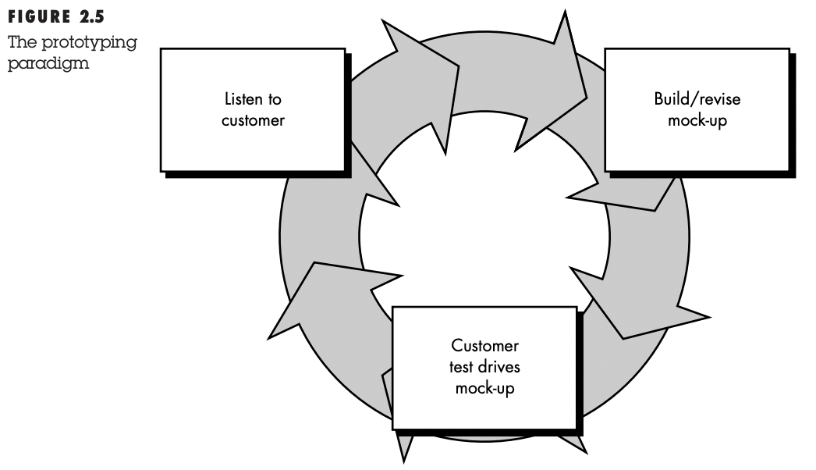 FIGURE 2.5
The prototyping
paradigm
Listen to
customer
Build/revise
mock-up
Customer
test drives
mock-up